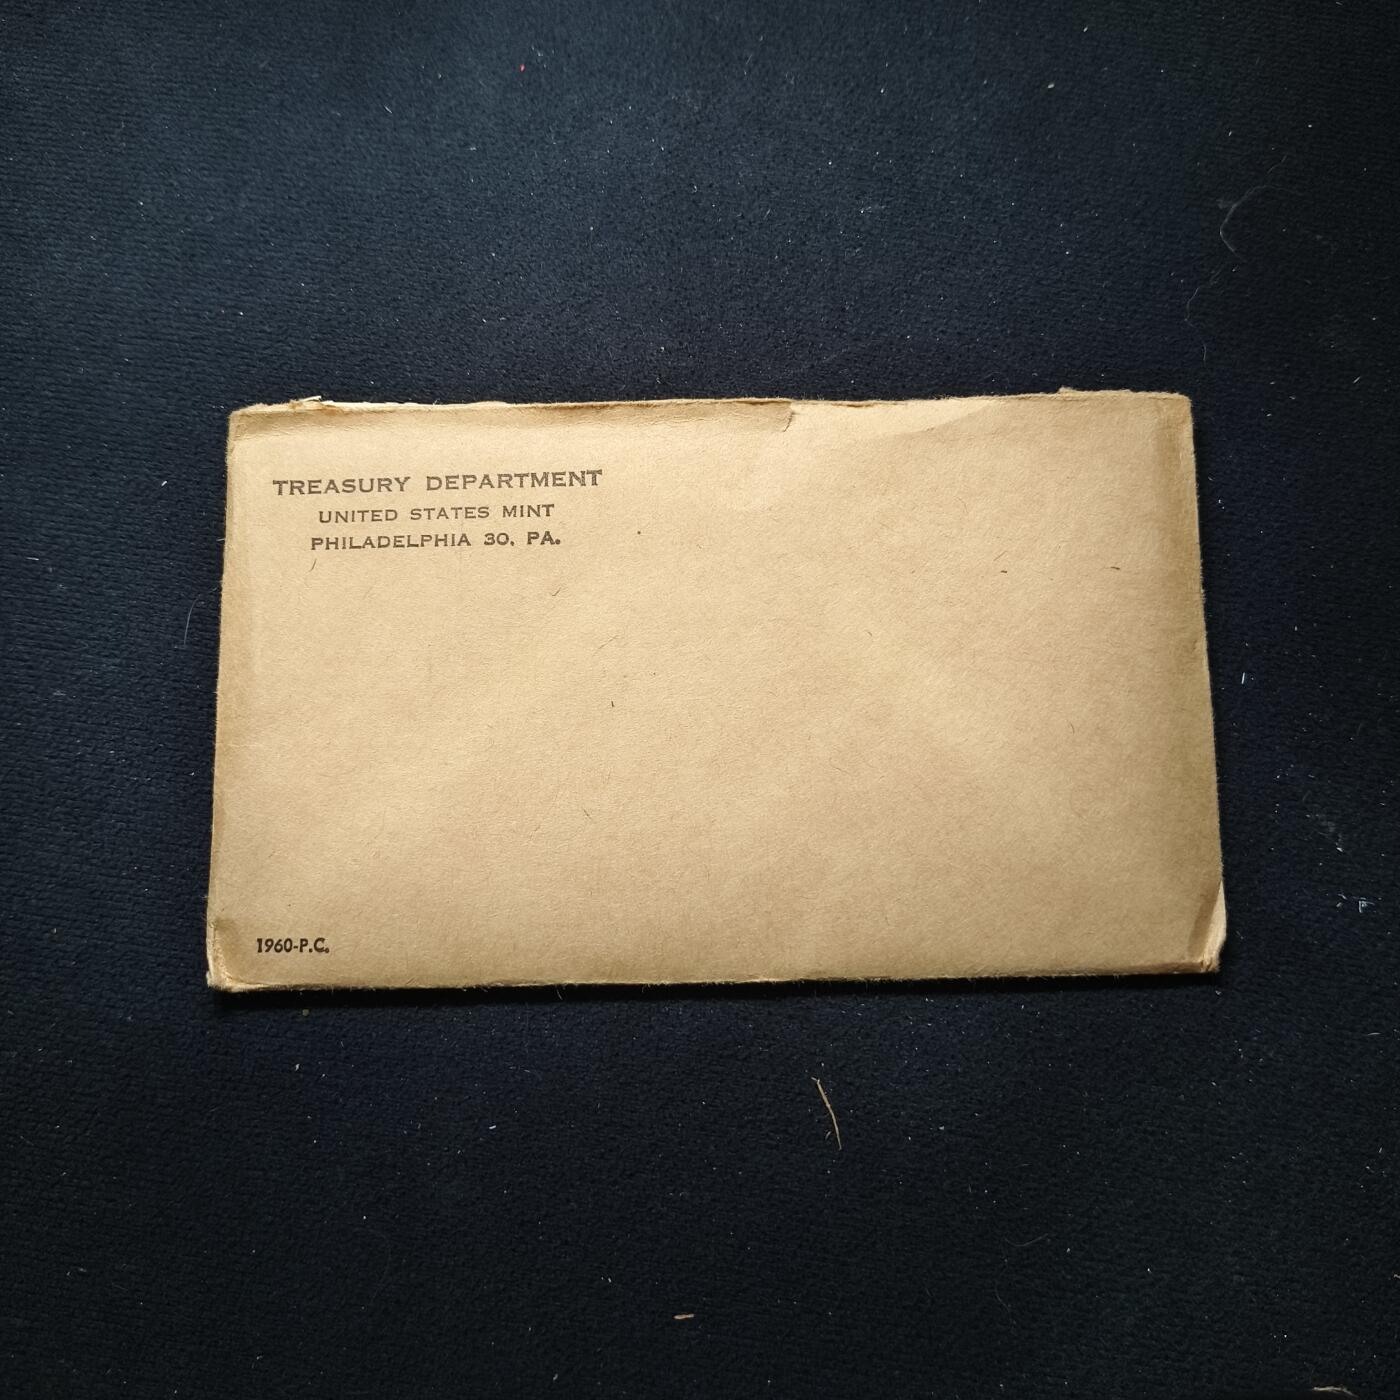 TREASURY DEPARTMENT
UNITED STATES MINT
PHILADELPHIA 30, PA.
1960-P.C.